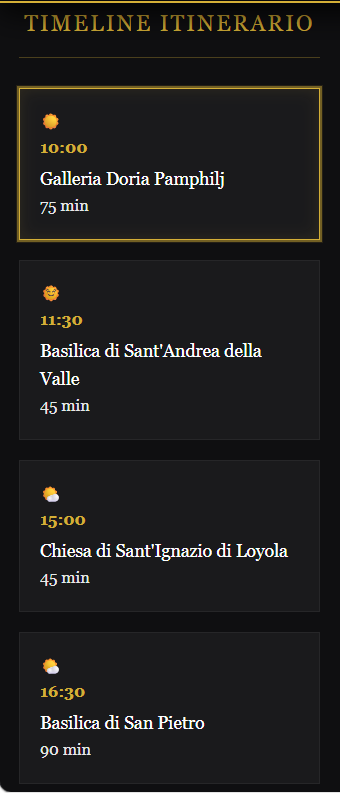 TIMELINE ITINERARIO
10:00
Galleria Doria Pamphilj
75 min
11:30
Basilica di Sant'Andrea della
Valle
45 min
15:00
Chiesa di Sant'Ignazio di Loyola
45 min
16:30
Basilica di San Pietro
90 min